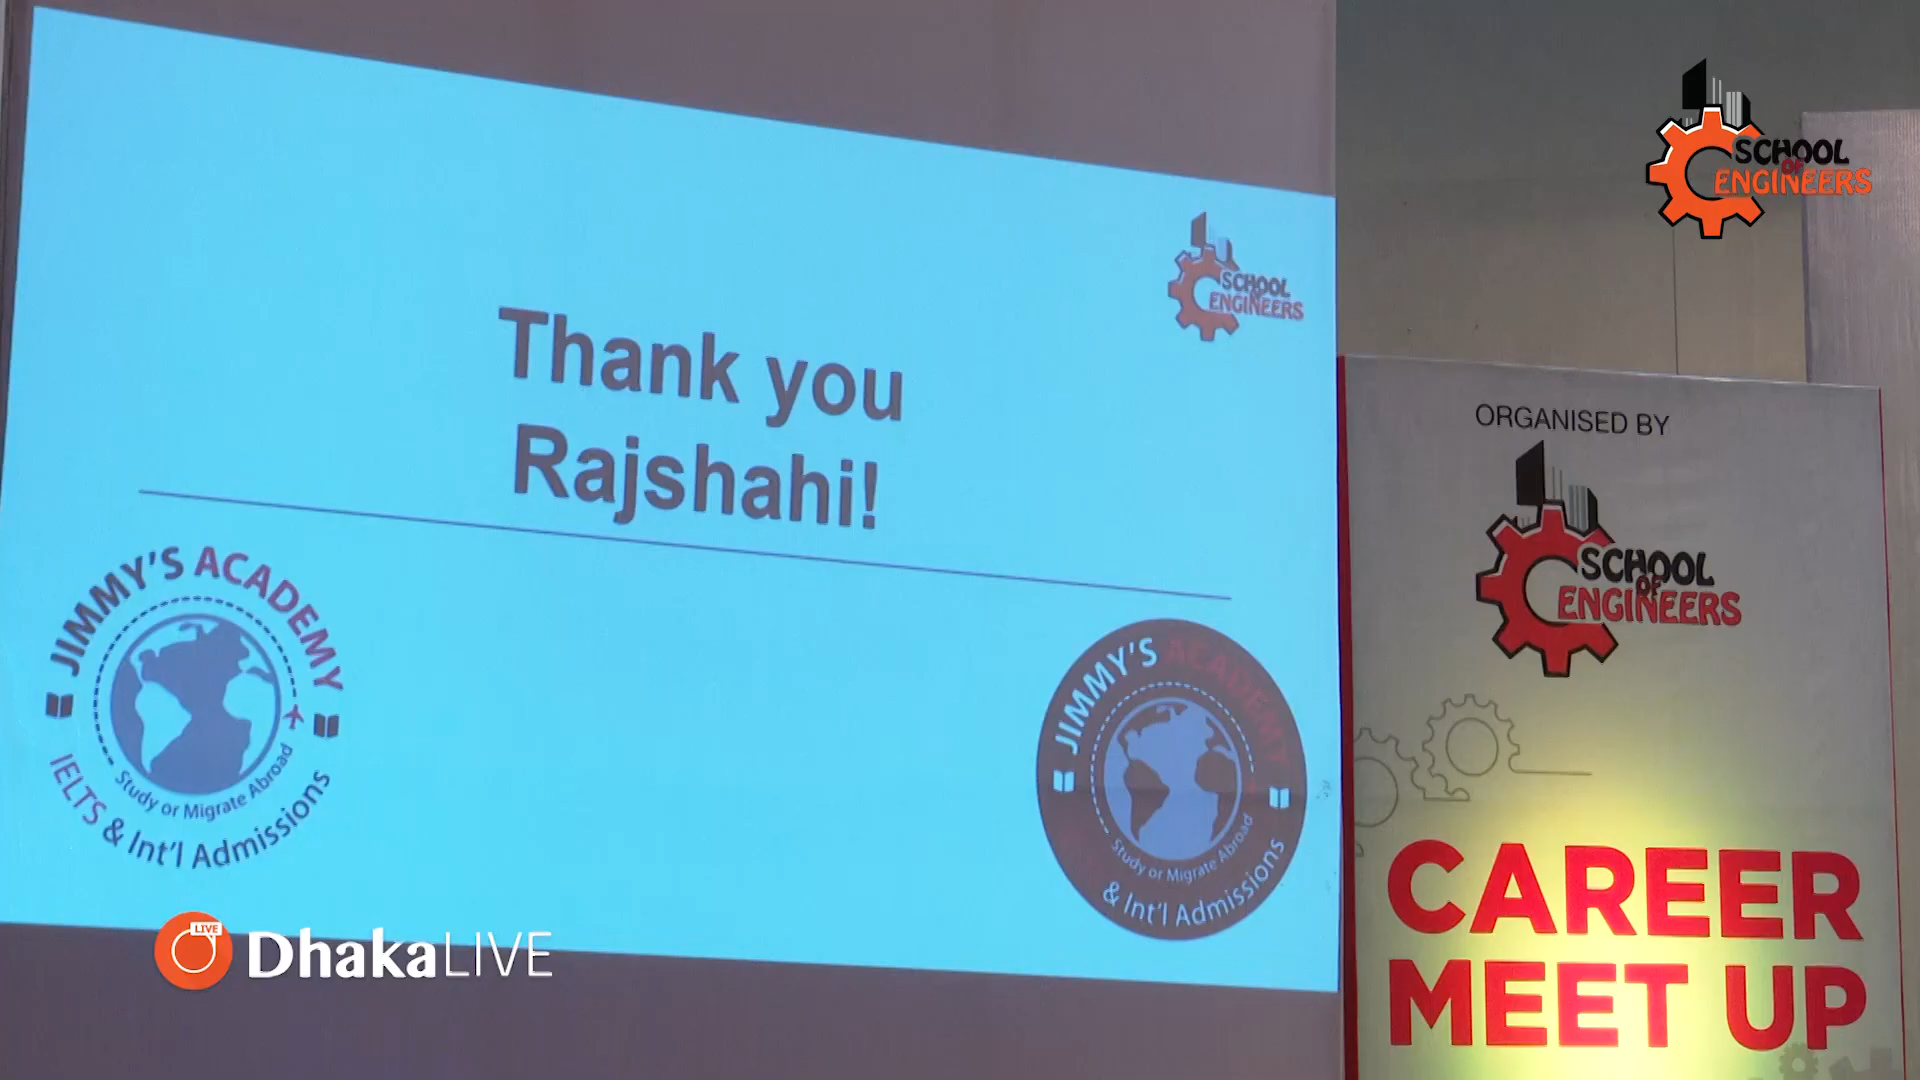 SCHOOL
OF
ENGINEERS
SCHOOL
ENGINEERS
Thank you
Rajshahi!
JIMMY'S ACADEMY
Study or Migrate Abroad
IELTS & Int'l Admissions
JIMMY'S ACADEMY
Study or Migrate Abroad
& Int'l Admissions
LIVE
DhakaLIVE
ORGANISED BY
SCHOOL
OF
ENGINEERS
CAREER
MEET UP